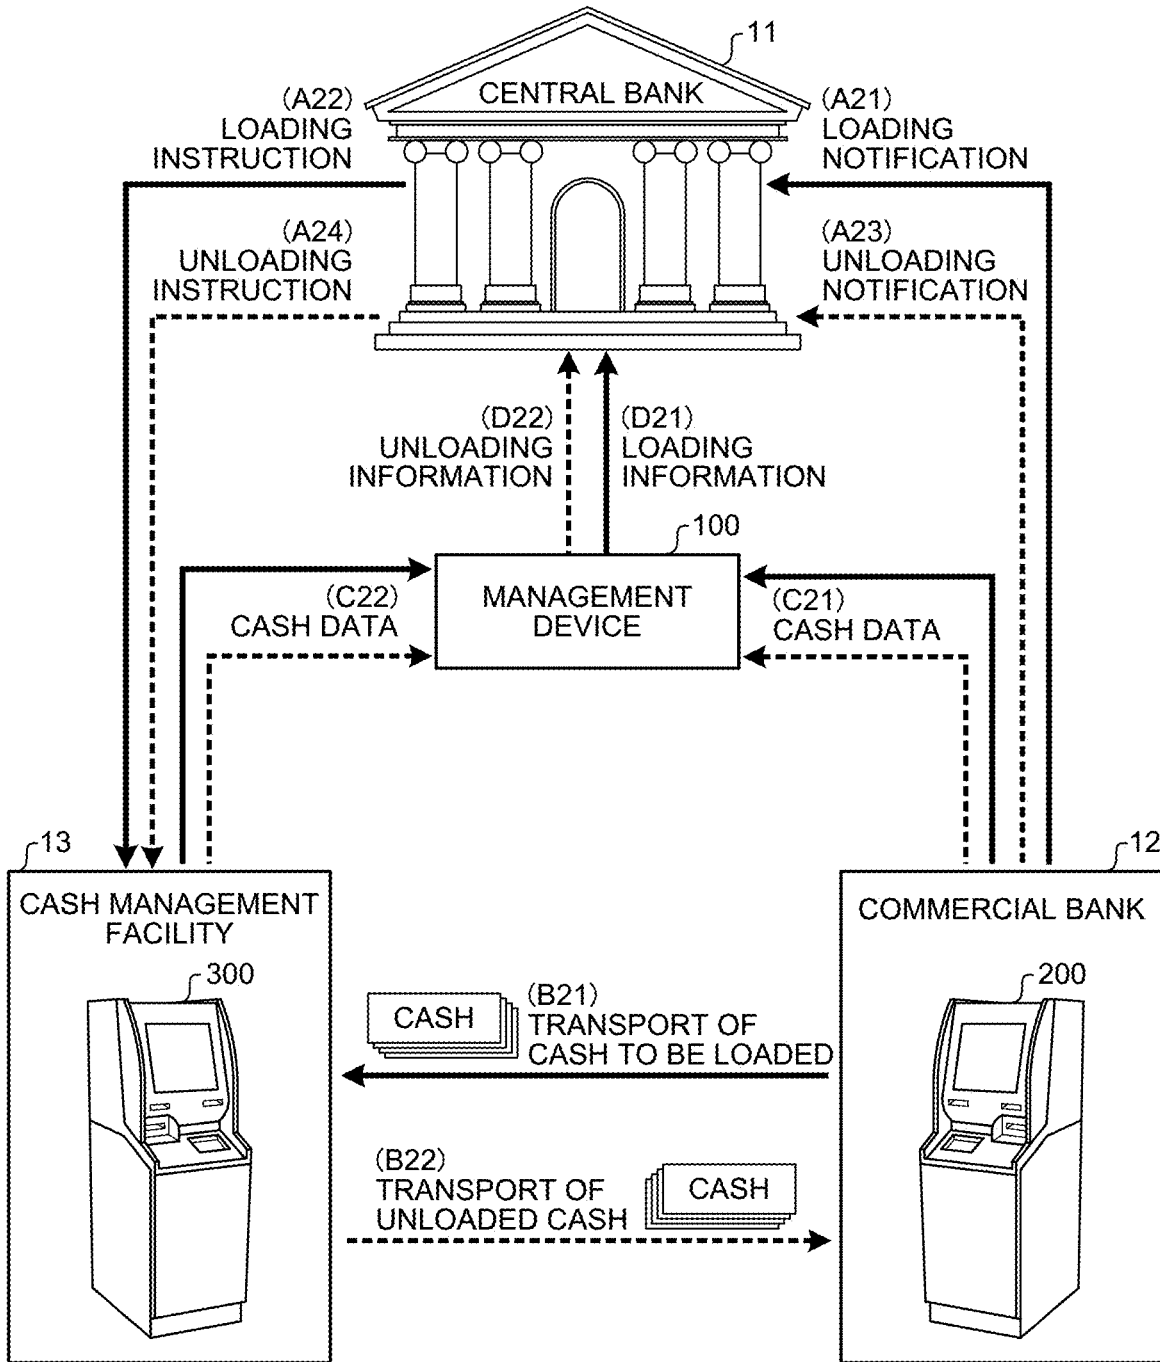 11
CENTRAL BANK
(A22)
LOADING
INSTRUCTION
(A21)
LOADING
NOTIFICATION
(A24)
UNLOADING
INSTRUCTION
(A23)
UNLOADING
NOTIFICATION
(D22)
UNLOADING
INFORMATION
(D21)
LOADING
INFORMATION
100
MANAGEMENT
DEVICE
(C22)
CASH DATA
(C21)
CASH DATA
13
CASH MANAGEMENT
FACILITY
300
12
COMMERCIAL BANK
200
CASH
(B21)
TRANSPORT OF
CASH TO BE LOADED
(B22)
TRANSPORT OF
UNLOADED CASH
CASH